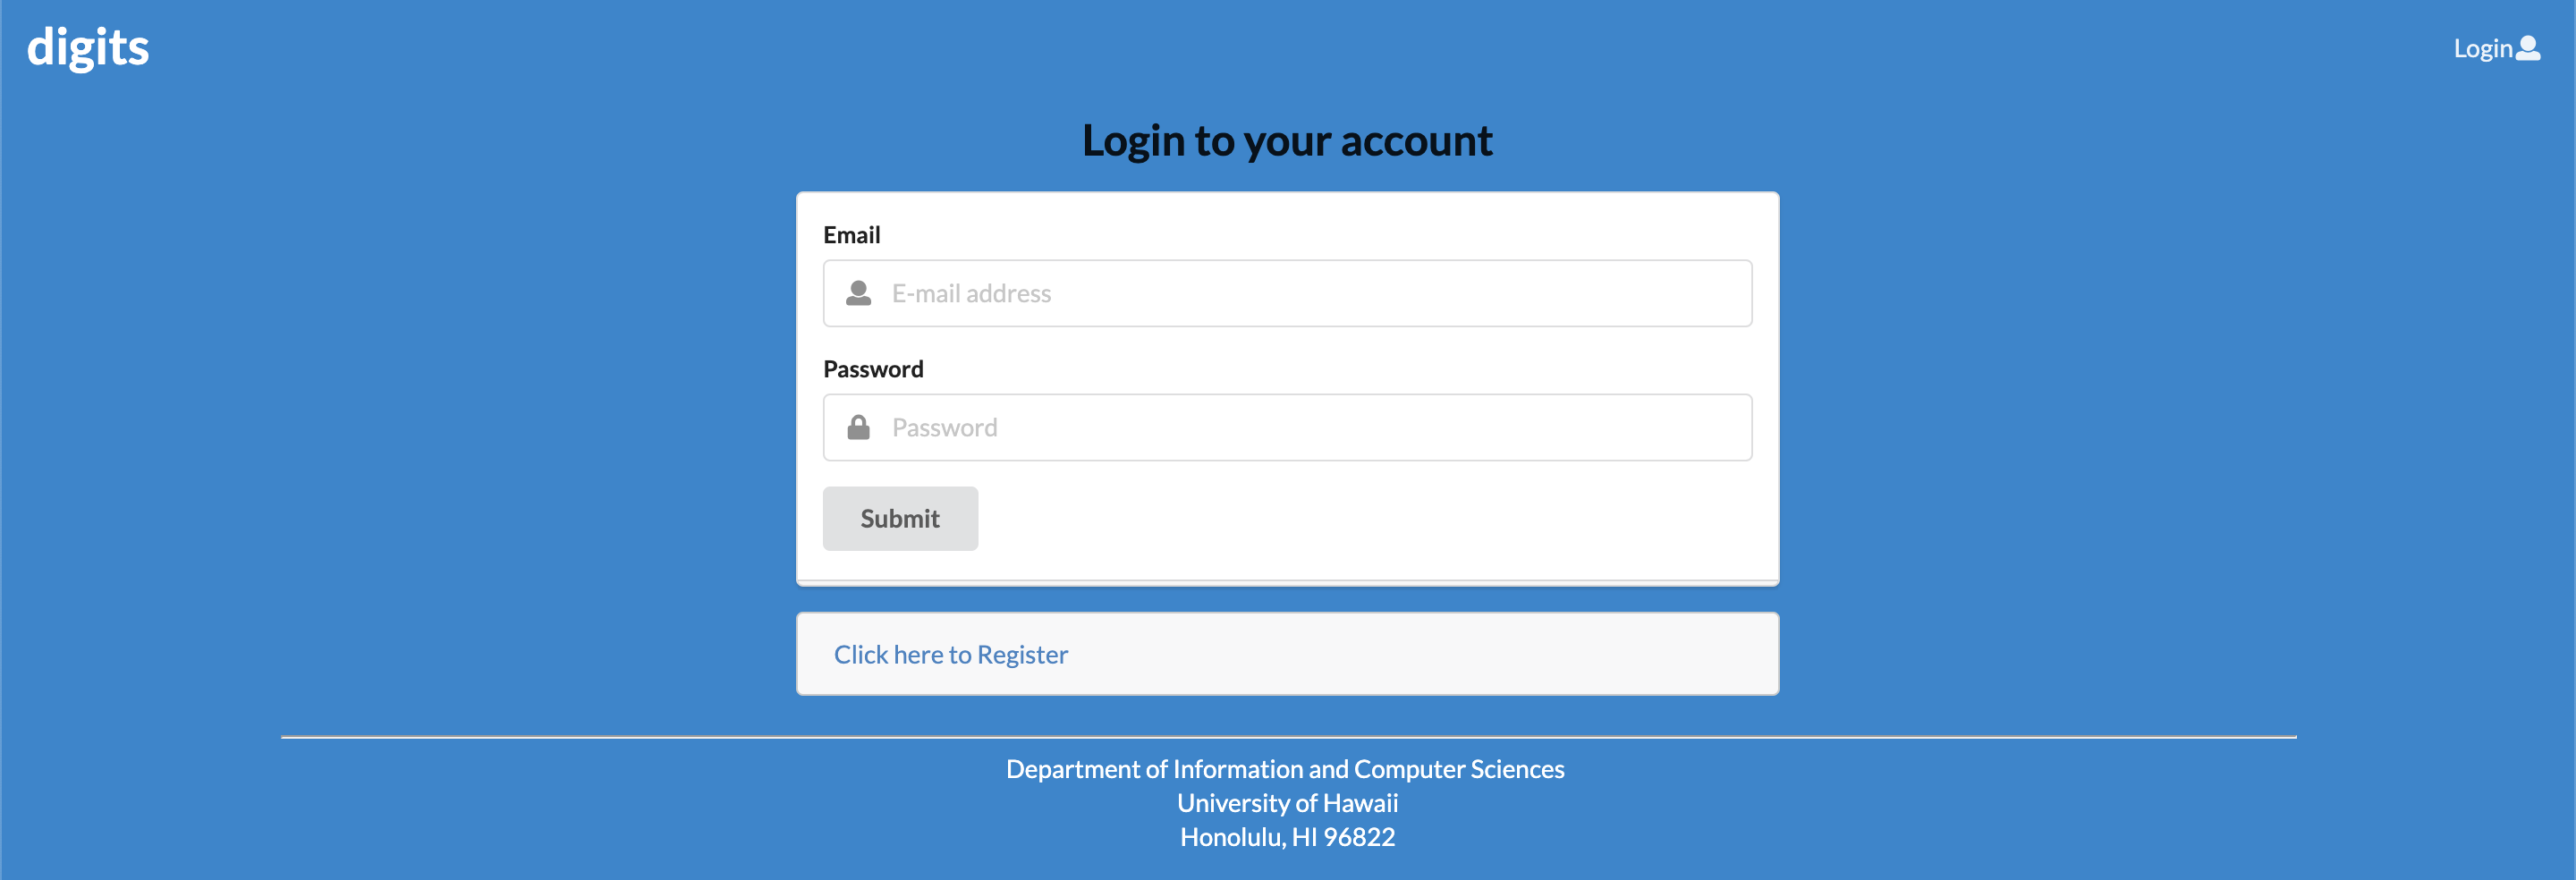 digits
Login
Login to your account
Email
E-mail address
Password
Password
Submit
Click here to Register
Department of Information and Computer Sciences
University of Hawaii
Honolulu, HI 96822